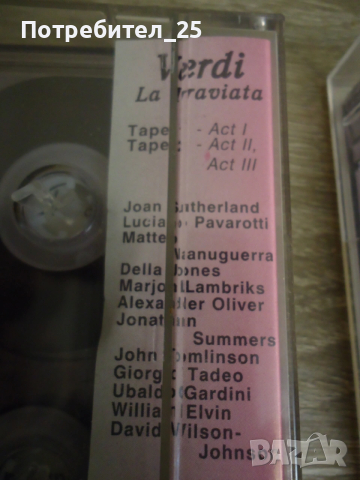 Потребител_25
Verdi
La Traviata
Tape - Act I
Tape - Act II,
Act III
Joan Sutherland
Luciano Pavarotti
Matteo
Manuguerra
Della Jones
Marjon Lambriks
Alexander Oliver
Jonathan
Summers
John Tomlinson
Giorgio Tadeo
Ubaldo Gardini
William Elvin
David Wilson-
Johnson
BAZAR